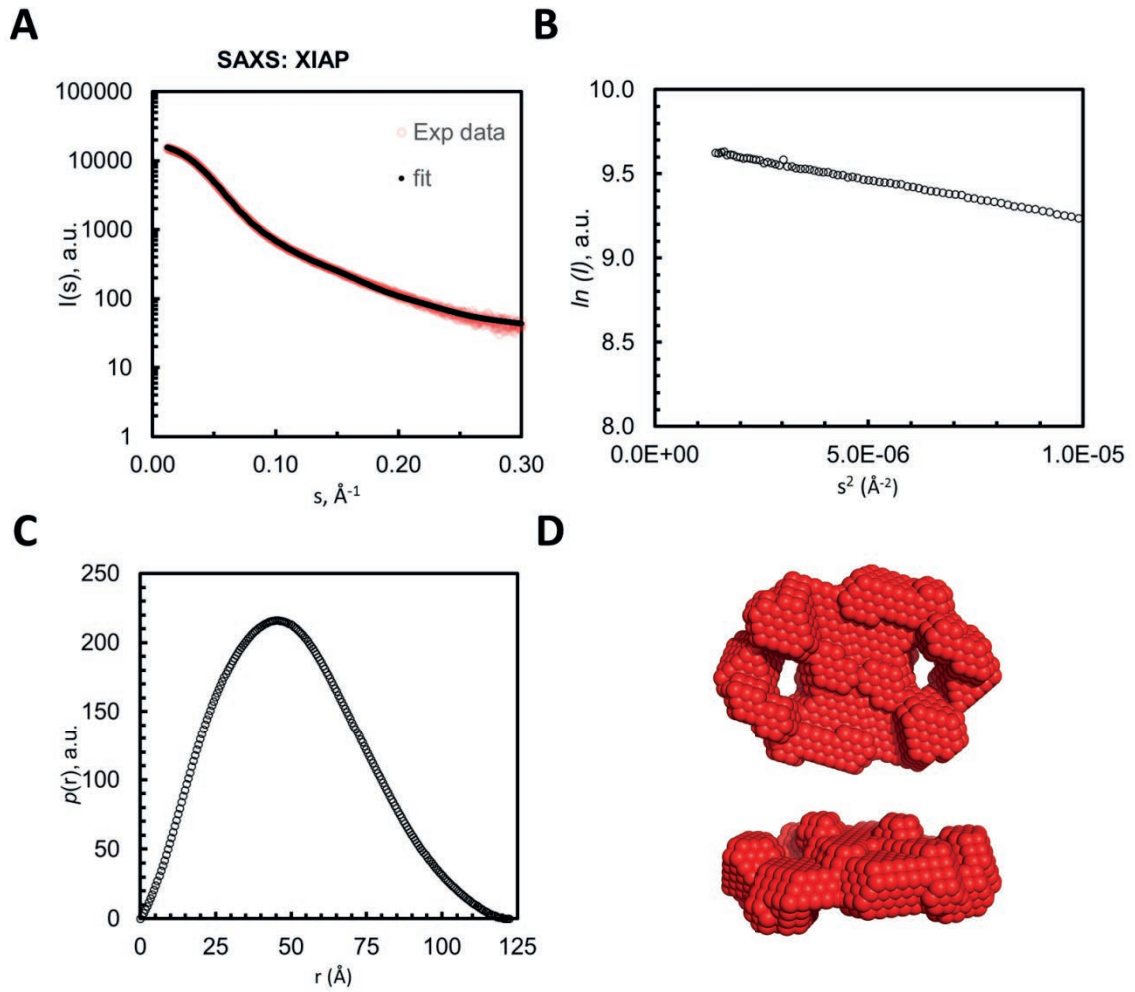 A
SAXS: XIAP
100000
10000
1000
100
10
1
I(s), a.u.
Exp data
fit
0.00
0.10
0.20
0.30
s, Å⁻¹
B
10.0
9.5
9.0
8.5
8.0
ln (I), a.u.
0.0E+00
5.0E-06
1.0E-05
s² (Å⁻²)
C
250
200
150
100
50
0
p(r), a.u.
0
25
50
75
100
125
r (Å)
D